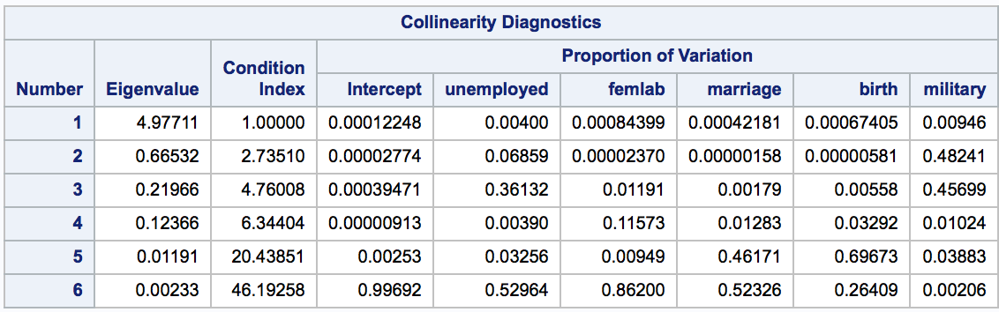 Collinearity Diagnostics
Number Eigenvalue Condition Index Proportion of Variation
Intercept unemployed femlab marriage birth military
1 4.97711 1.00000 0.00012248 0.00400 0.00084399 0.00042181 0.00067405 0.00946
2 0.66532 2.73510 0.00002774 0.06859 0.00002370 0.00000158 0.00000581 0.48241
3 0.21966 4.76008 0.00039471 0.36132 0.01191 0.00179 0.00558 0.45699
4 0.12366 6.34404 0.00000913 0.00390 0.11573 0.01283 0.03292 0.01024
5 0.01191 20.43851 0.00253 0.03256 0.00949 0.46171 0.69673 0.03883
6 0.00233 46.19258 0.99692 0.52964 0.86200 0.52326 0.26409 0.00206